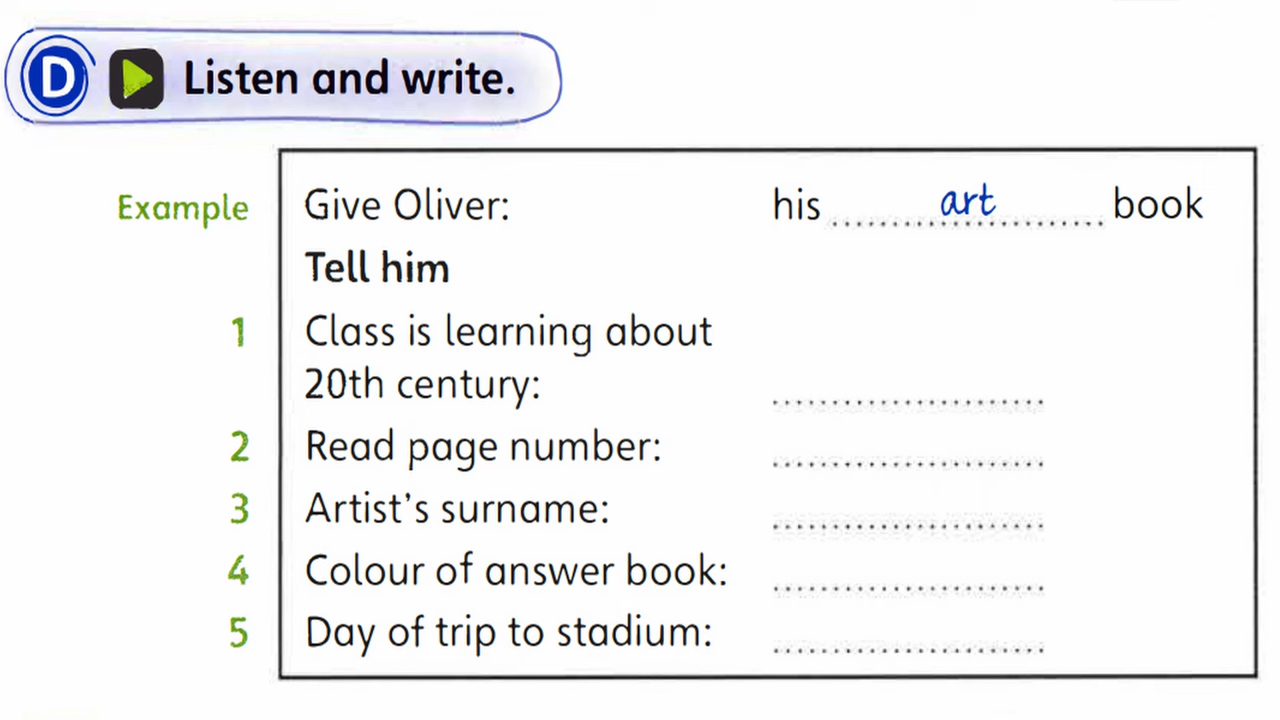 D Listen and write.
Example Give Oliver: his art book
Tell him
1 Class is learning about
20th century:
2 Read page number:
3 Artist's surname:
4 Colour of answer book:
5 Day of trip to stadium: